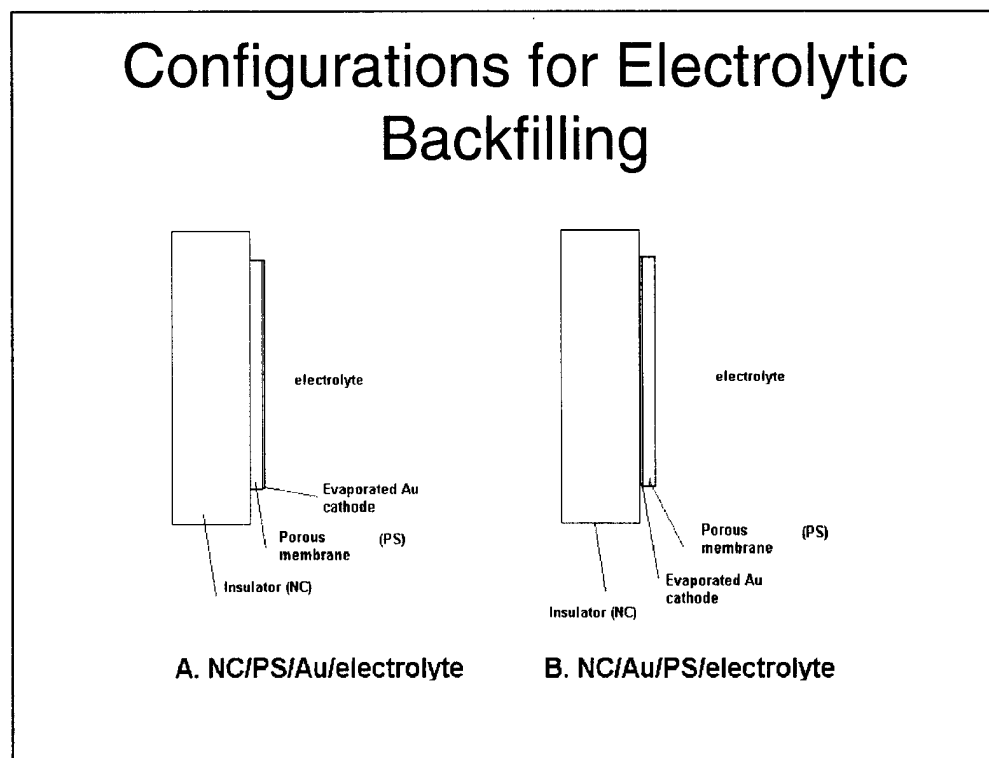 Configurations for Electrolytic
Backfilling
electrolyte
Evaporated Au
cathode
Porous (PS)
membrane
Insulator (NC)
A. NC/PS/Au/electrolyte
electrolyte
Porous (PS)
membrane
Evaporated Au
cathode
Insulator (NC)
B. NC/Au/PS/electrolyte